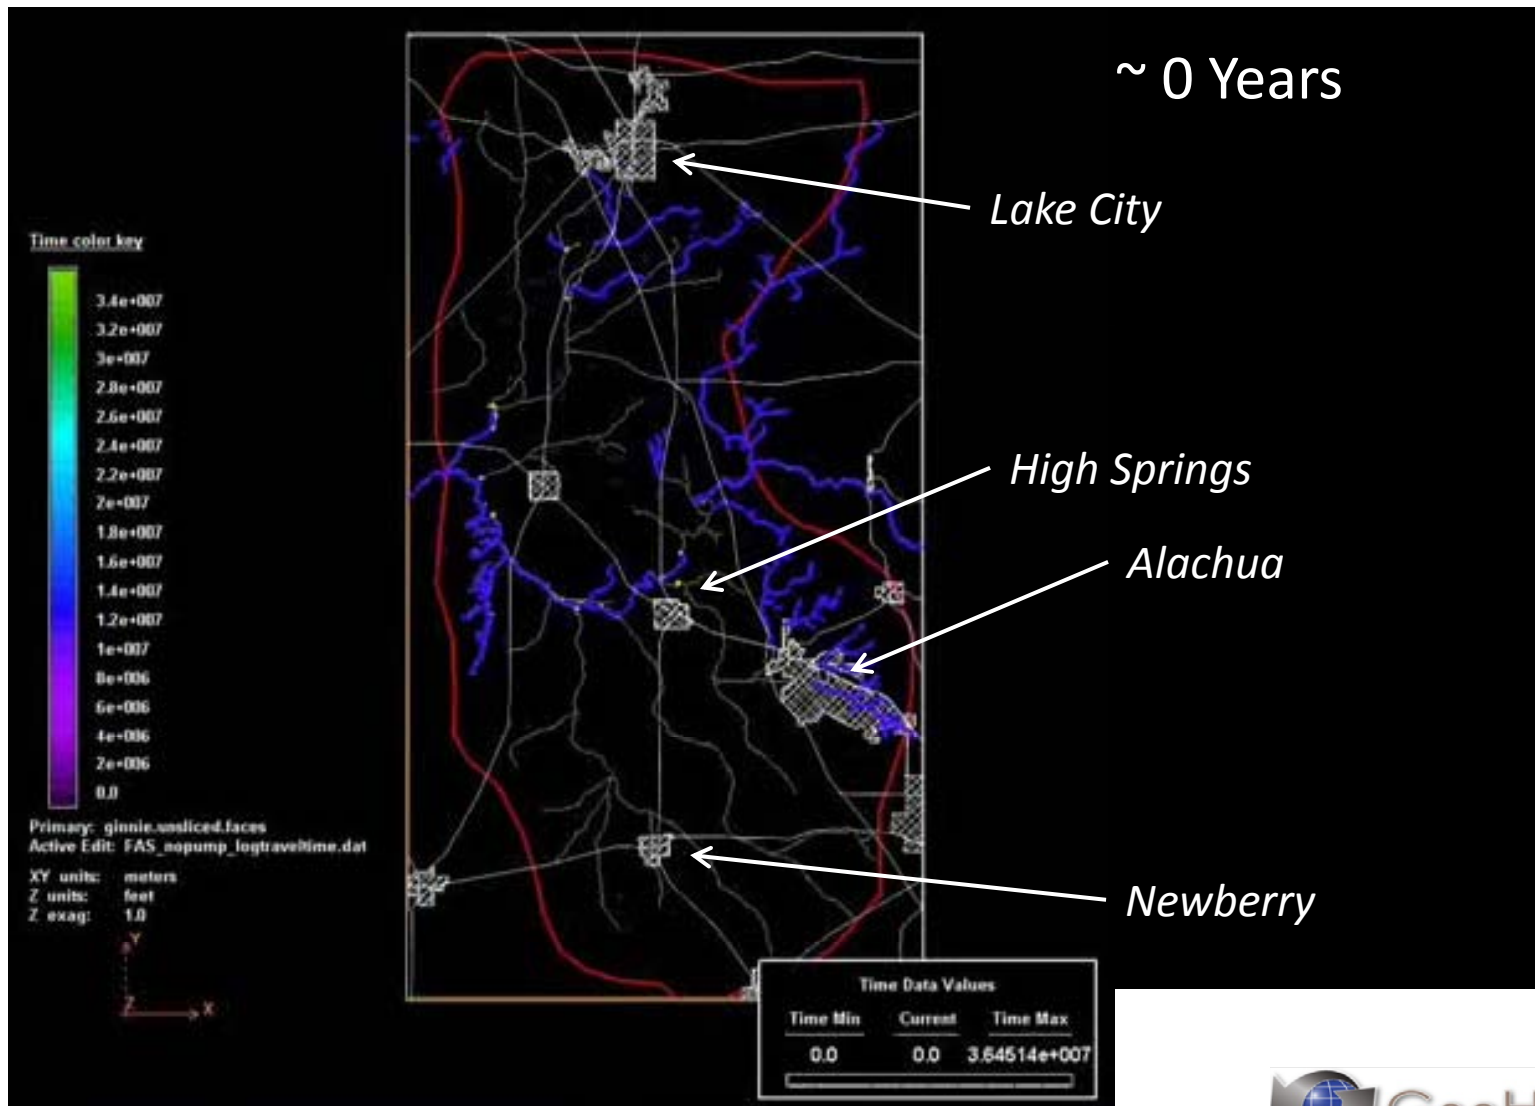 ~ 0 Years
Lake City
Time color key
3.4e+007
3.2e+007
3e+007
2.8e+007
2.6e+007
2.4e+007
2.2e+007
2e+007
1.8e+007
1.6e+007
1.4e+007
1.2e+007
1e+007
8e+006
6e+006
4e+006
2e+006
0.0
High Springs
Alachua
Primary: ginnie.unsliced.faces
Active Edit: FAS_nopump_logtraveltime.dat
XY units: meters
Z units: feet
Z exag: 1.0
Y
Z
X
Newberry
Time Data Values
Time Min Current Time Max
0.0 0.0 3.64514e+007